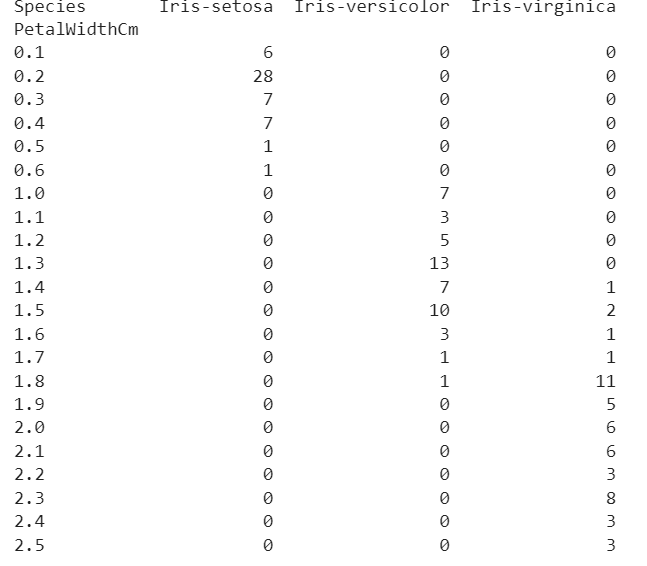 Species Iris-setosa Iris-versicolor Iris-virginica
PetalWidthCm
0.1 6 0 0
0.2 28 0 0
0.3 7 0 0
0.4 7 0 0
0.5 1 0 0
0.6 1 0 0
1.0 0 7 0
1.1 0 3 0
1.2 0 5 0
1.3 0 13 0
1.4 0 7 1
1.5 0 10 2
1.6 0 3 1
1.7 0 1 1
1.8 0 1 11
1.9 0 0 5
2.0 0 0 6
2.1 0 0 6
2.2 0 0 3
2.3 0 0 8
2.4 0 0 3
2.5 0 0 3